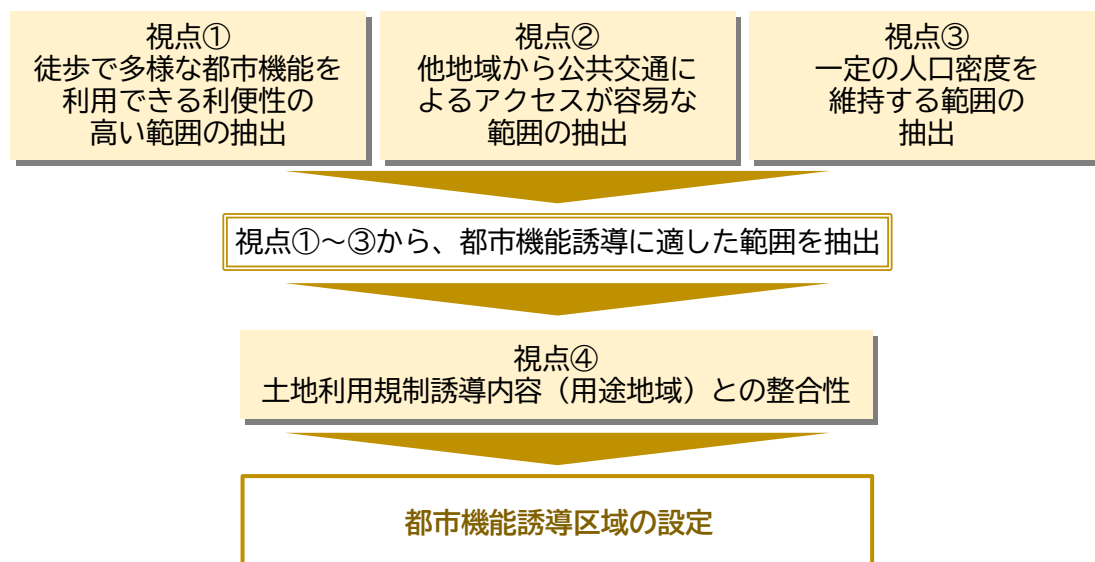 視点①
徒歩で多様な都市機能を
利用できる利便性の
高い範囲の抽出
視点②
他地域から公共交通に
よるアクセスが容易な
範囲の抽出
視点③
一定の人口密度を
維持する範囲の
抽出
視点①～③から、都市機能誘導に適した範囲を抽出
視点④
土地利用規制誘導内容（用途地域）との整合性
都市機能誘導区域の設定